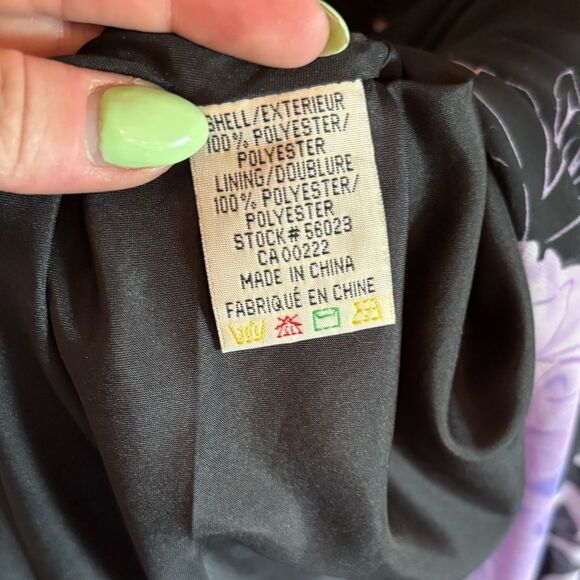 SHELL/EXTERIEUR
100% POLYESTER/
POLYESTER
LINING/DOUBLURE
100% POLYESTER/
POLYESTER
STOCK# 56023
CA00222
MADE IN CHINA
FABRIQUÉ EN CHINE